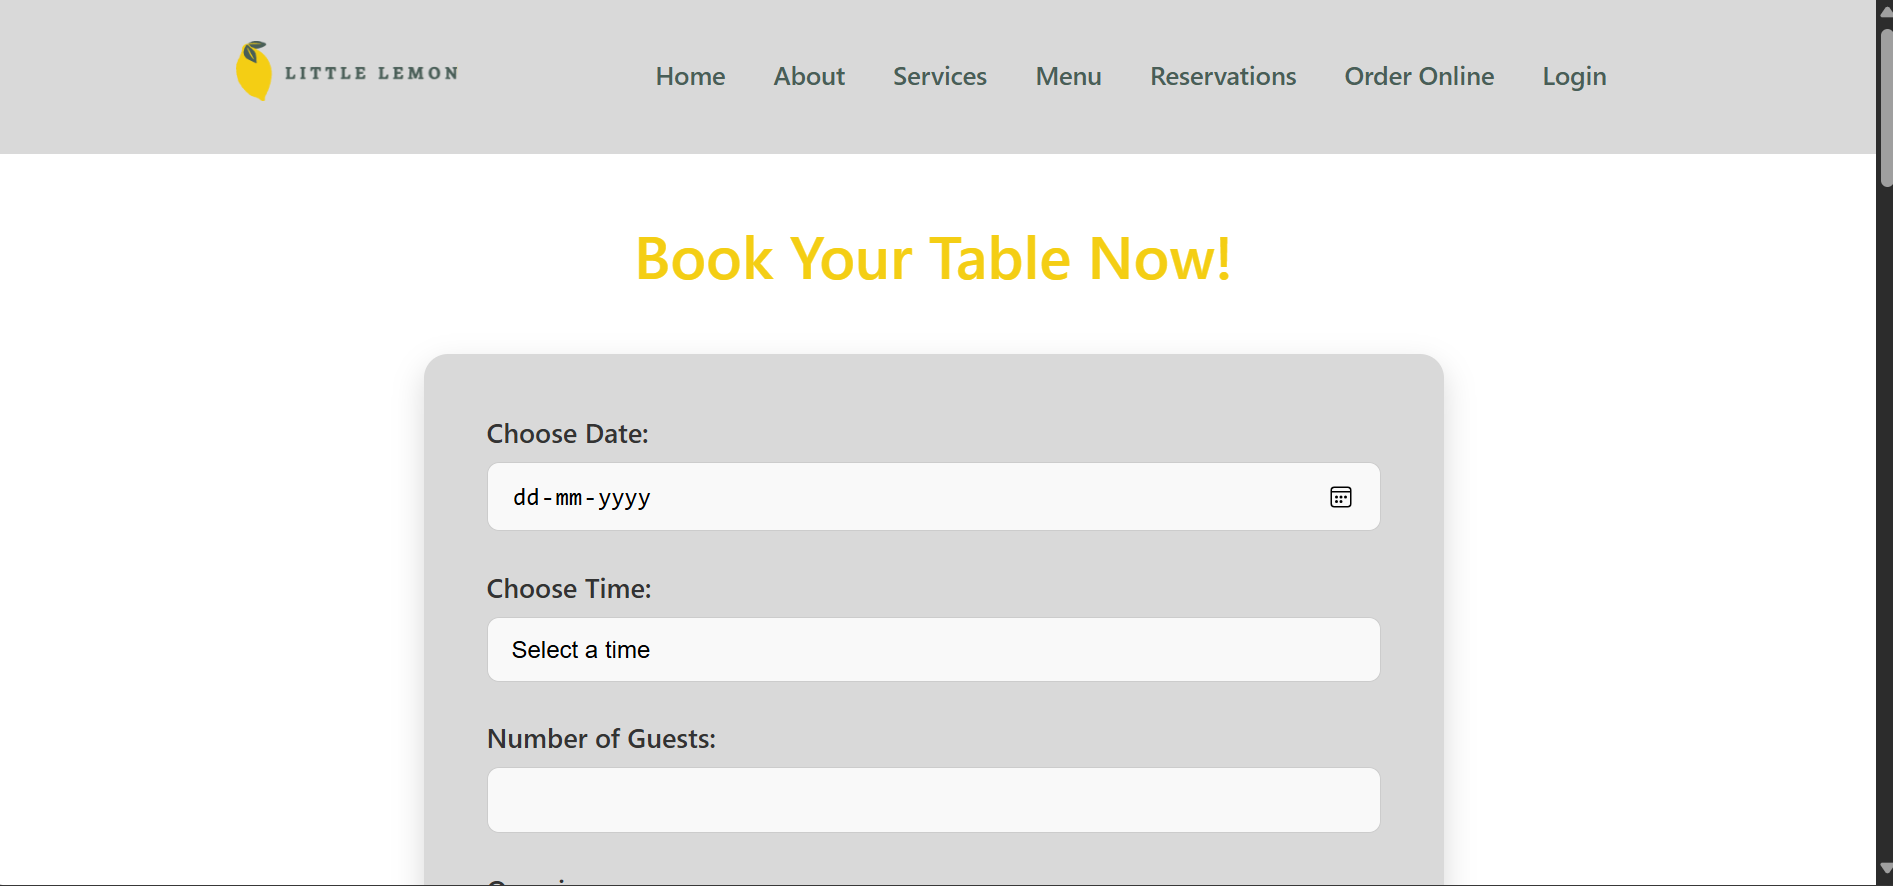 LITTLE LEMON
Home About Services Menu Reservations Order Online Login
Book Your Table Now!
Choose Date:
dd-mm-yyyy
Choose Time:
Select a time
Number of Guests: